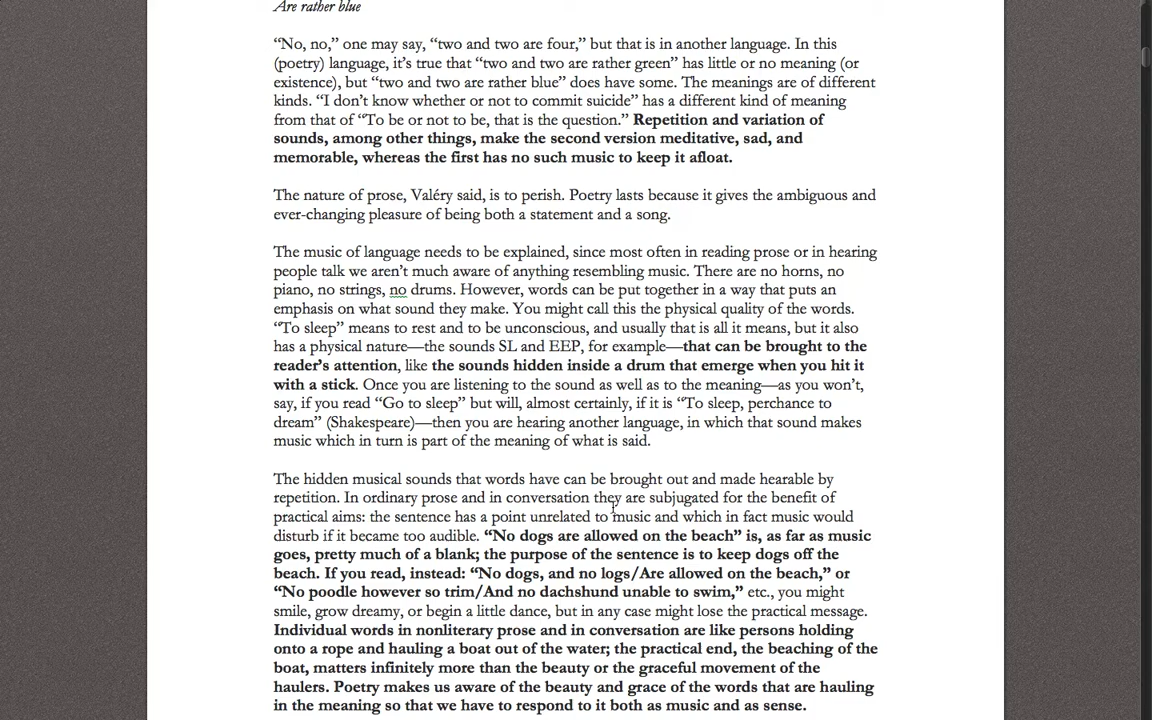 Are rather blue
“No, no,” one may say, “two and two are four,” but that is in another language. In this
(poetry) language, it’s true that “two and two are rather green” has little or no meaning (or
existence), but “two and two are rather blue” does have some. The meanings are of different
kinds. “I don’t know whether or not to commit suicide” has a different kind of meaning
from that of “To be or not to be, that is the question.” Repetition and variation of
sounds, among other things, make the second version meditative, sad, and
memorable, whereas the first has no such music to keep it afloat.
The nature of prose, Valéry said, is to perish. Poetry lasts because it gives the ambiguous and
ever-changing pleasure of being both a statement and a song.
The music of language needs to be explained, since most often in reading prose or in hearing
people talk we aren’t much aware of anything resembling music. There are no horns, no
piano, no strings, no drums. However, words can be put together in a way that puts an
emphasis on what sound they make. You might call this the physical quality of the words.
“To sleep” means to rest and to be unconscious, and usually that is all it means, but it also
has a physical nature—the sounds SL and EEP, for example—that can be brought to the
reader’s attention, like the sounds hidden inside a drum that emerge when you hit it
with a stick. Once you are listening to the sound as well as to the meaning—as you won’t,
say, if you read “Go to sleep” but will, almost certainly, if it is “To sleep, perchance to
dream” (Shakespeare)—then you are hearing another language, in which that sound makes
music which in turn is part of the meaning of what is said.
The hidden musical sounds that words have can be brought out and made hearable by
repetition. In ordinary prose and in conversation they are subjugated for the benefit of
practical aims: the sentence has a point unrelated to music and which in fact music would
disturb if it became too audible. “No dogs are allowed on the beach” is, as far as music
goes, pretty much of a blank; the purpose of the sentence is to keep dogs off the
beach. If you read, instead: “No dogs, and no logs/Are allowed on the beach,” or
“No poodle however so trim/And no dachshund unable to swim,” etc., you might
smile, grow dreamy, or begin a little dance, but in any case might lose the practical message.
Individual words in nonliterary prose and in conversation are like persons holding
onto a rope and hauling a boat out of the water; the practical end, the beaching of the
boat, matters infinitely more than the beauty or the graceful movement of the
haulers. Poetry makes us aware of the beauty and grace of the words that are hauling
in the meaning so that we have to respond to it both as music and as sense.